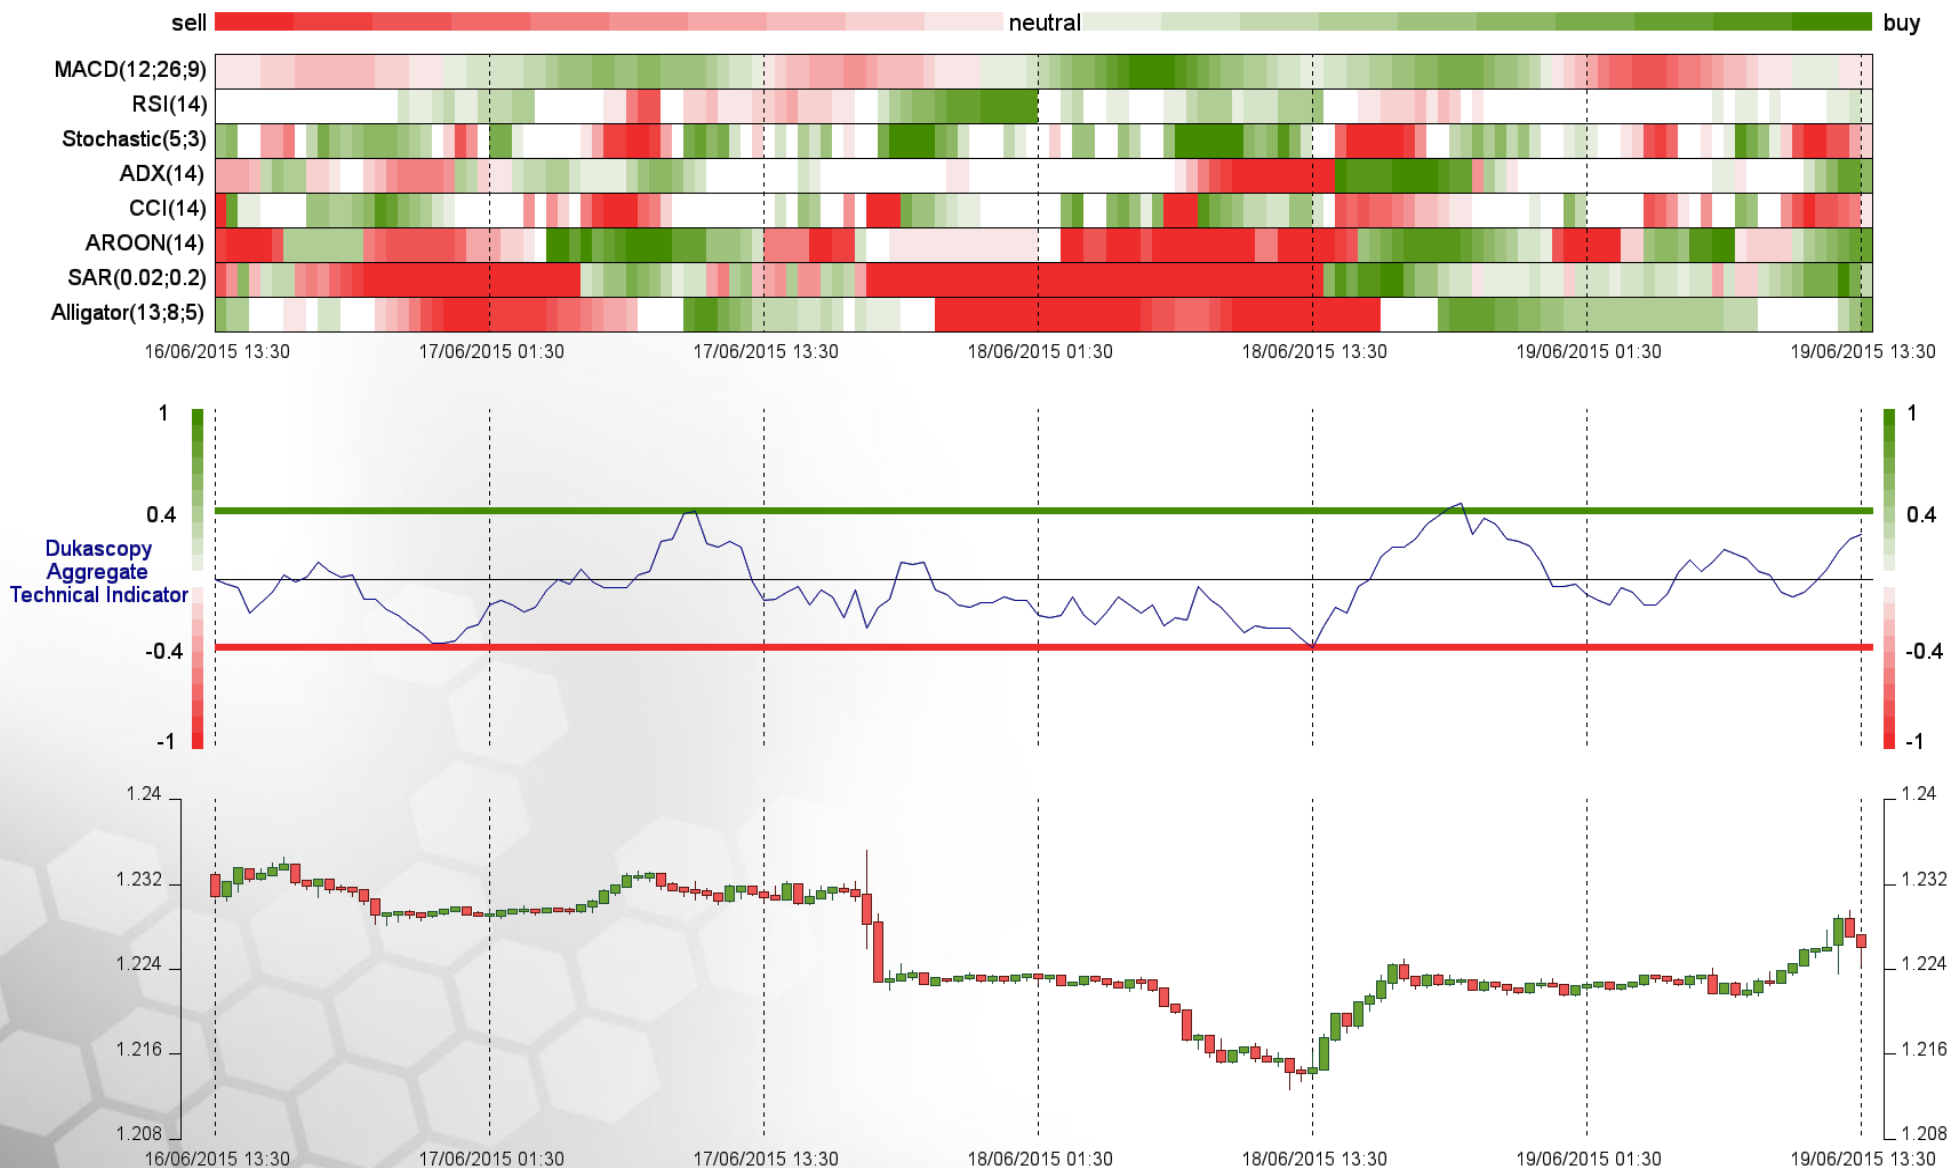 sell neutral buy
MACD(12;26;9)
RSI(14)
Stochastic(5;3)
ADX(14)
CCI(14)
AROON(14)
SAR(0.02;0.2)
Alligator(13;8;5)
16/06/2015 13:30 17/06/2015 01:30 17/06/2015 13:30 18/06/2015 01:30 18/06/2015 13:30 19/06/2015 01:30 19/06/2015 13:30
1 1
0.4 0.4
Dukascopy
Aggregate
Technical Indicator
-0.4 -0.4
-1 -1
1.24 1.24
1.232 1.232
1.224 1.224
1.216 1.216
1.208 1.208
16/06/2015 13:30 17/06/2015 01:30 17/06/2015 13:30 18/06/2015 01:30 18/06/2015 13:30 19/06/2015 01:30 19/06/2015 13:30